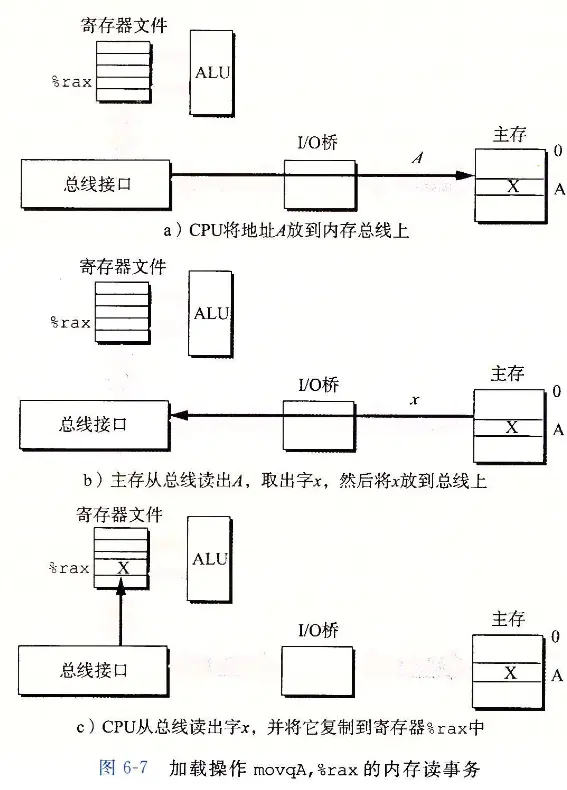 寄存器文件
%rax
ALU
I/O桥
主存
0
总线接口
A
X
A
a）CPU将地址A放到内存总线上
寄存器文件
%rax
ALU
I/O桥
主存
0
总线接口
x
X
A
b）主存从总线读出A，取出字x，然后将x放到总线上
寄存器文件
%rax
X
ALU
I/O桥
主存
0
总线接口
X
A
c）CPU从总线读出字x，并将它复制到寄存器%rax中
图 6-7 加载操作 movqA,%rax 的内存读事务